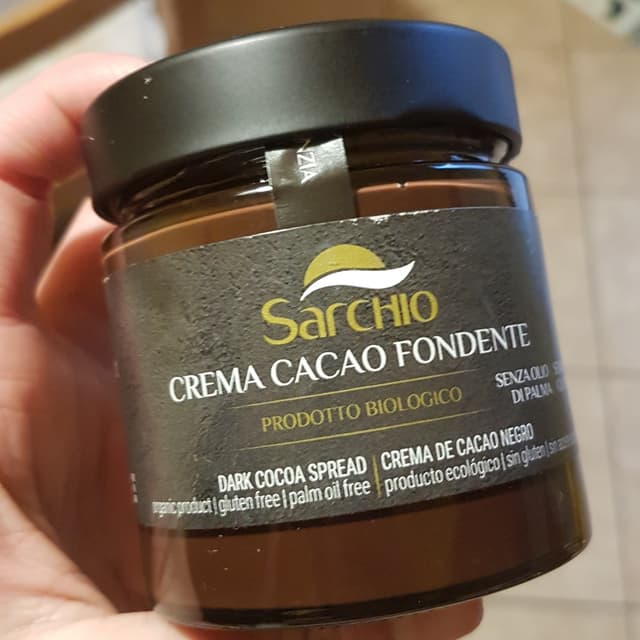 Sarchio
CREMA CACAO FONDENTE
PRODOTTO BIOLOGICO
SENZA OLIO
DI PALMA
DARK COCOA SPREAD
organic product | gluten free | palm oil free
CREMA DE CACAO NEGRO
producto ecológico | sin gluten | sin